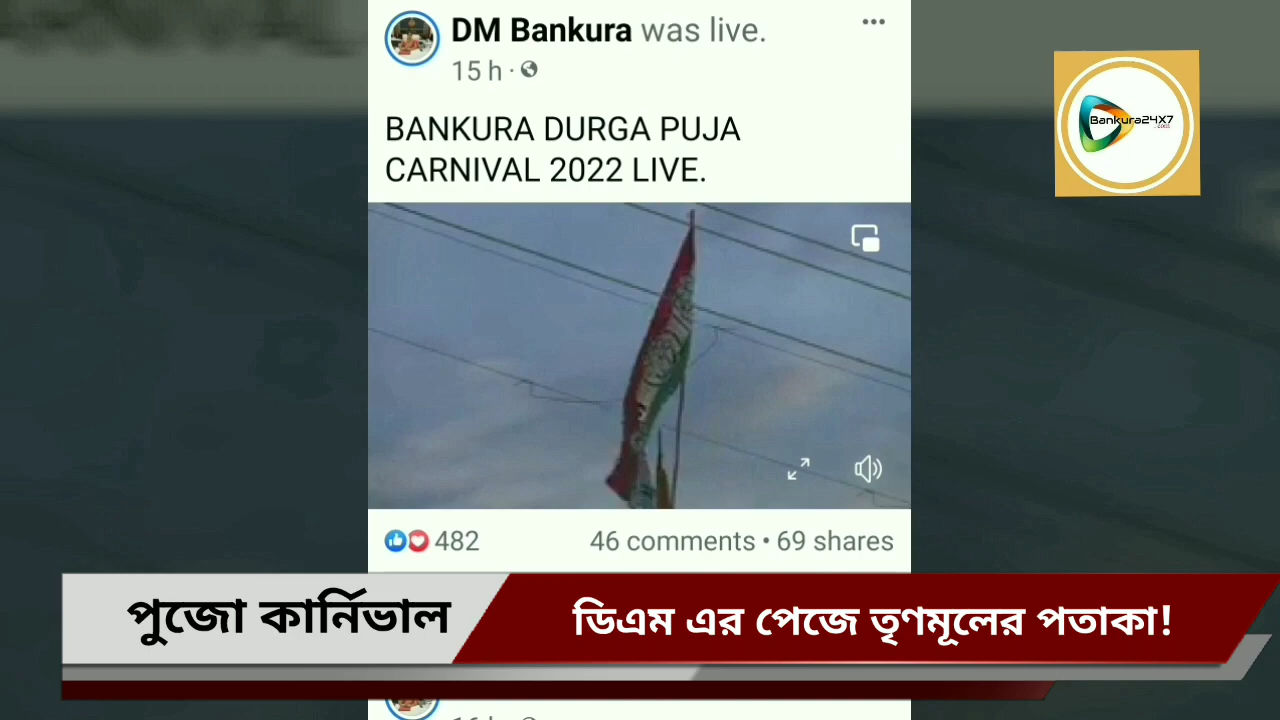 DM Bankura was live.
15 h ·
BANKURA DURGA PUJA
CARNIVAL 2022 LIVE.
Bankura24X7
.com
482
46 comments • 69 shares
পুজো কার্নিভাল
ডিএম এর পেজে তৃণমূলের পতাকা!